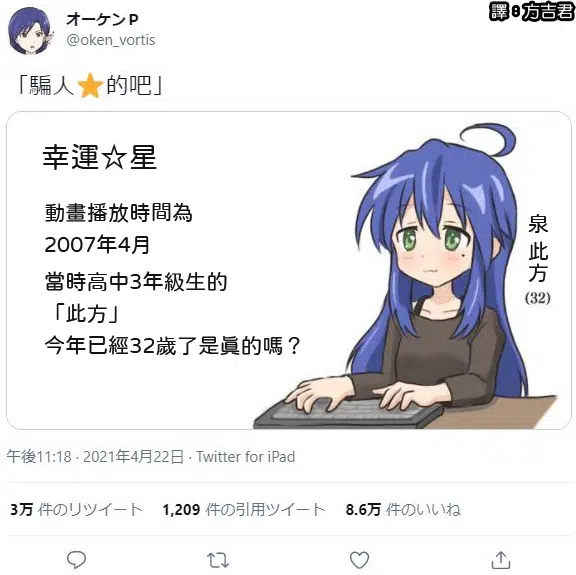 譯：方吉君
オーケンP
@oken_vortis
「騙人⭐的吧」
幸運☆星
動畫播放時間為
2007年4月
當時高中3年級生的
「此方」
今年已經32歲了是真的嗎？
泉此方
(32)
午後11:18 · 2021年4月22日 · Twitter for iPad
3万 件のリツイート 1,209 件の引用ツイート 8.6万 件のいいね